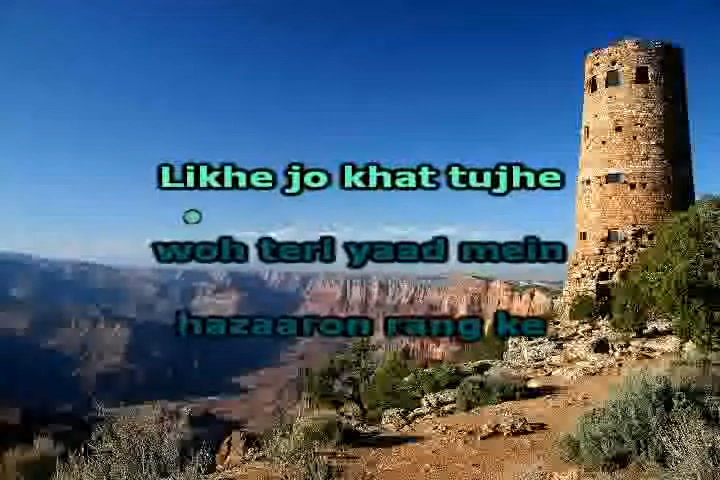 Likhe jo khat tujhe
woh teri yaad mein
hazaaron rang ke